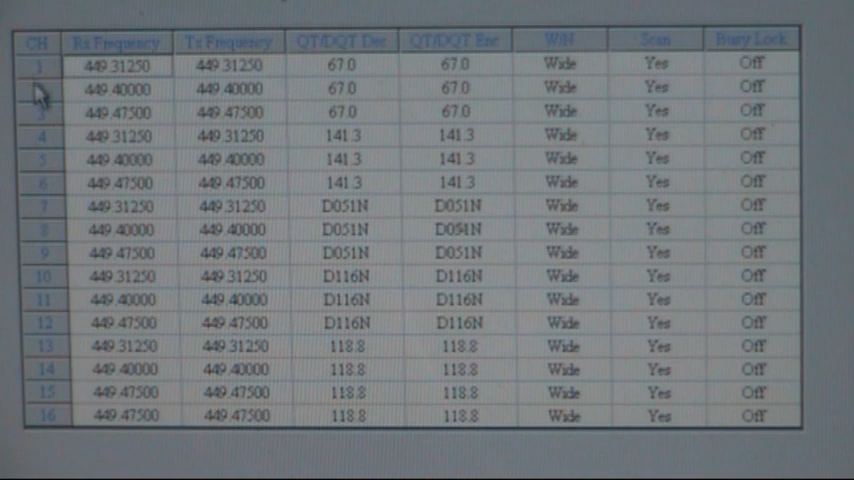 CH Rx Frequency Tx Frequency QT/DQT Dec QT/DQT Enc W/N Scan Busy Lock
1 449.31250 449.31250 67.0 67.0 Wide Yes Off
449.40000 449.40000 67.0 67.0 Wide Yes Off
3 449.47500 449.47500 67.0 67.0 Wide Yes Off
4 449.31250 449.31250 141.3 141.3 Wide Yes Off
5 449.40000 449.40000 141.3 141.3 Wide Yes Off
6 449.47500 449.47500 141.3 141.3 Wide Yes Off
7 449.31250 449.31250 D051N D051N Wide Yes Off
8 449.40000 449.40000 D051N D051N Wide Yes Off
9 449.47500 449.47500 D051N D051N Wide Yes Off
10 449.31250 449.31250 D116N D116N Wide Yes Off
11 449.40000 449.40000 D116N D116N Wide Yes Off
12 449.47500 449.47500 D116N D116N Wide Yes Off
13 449.31250 449.31250 118.8 118.8 Wide Yes Off
14 449.40000 449.40000 118.8 118.8 Wide Yes Off
15 449.47500 449.47500 118.8 118.8 Wide Yes Off
16 449.47500 449.47500 118.8 118.8 Wide Yes Off